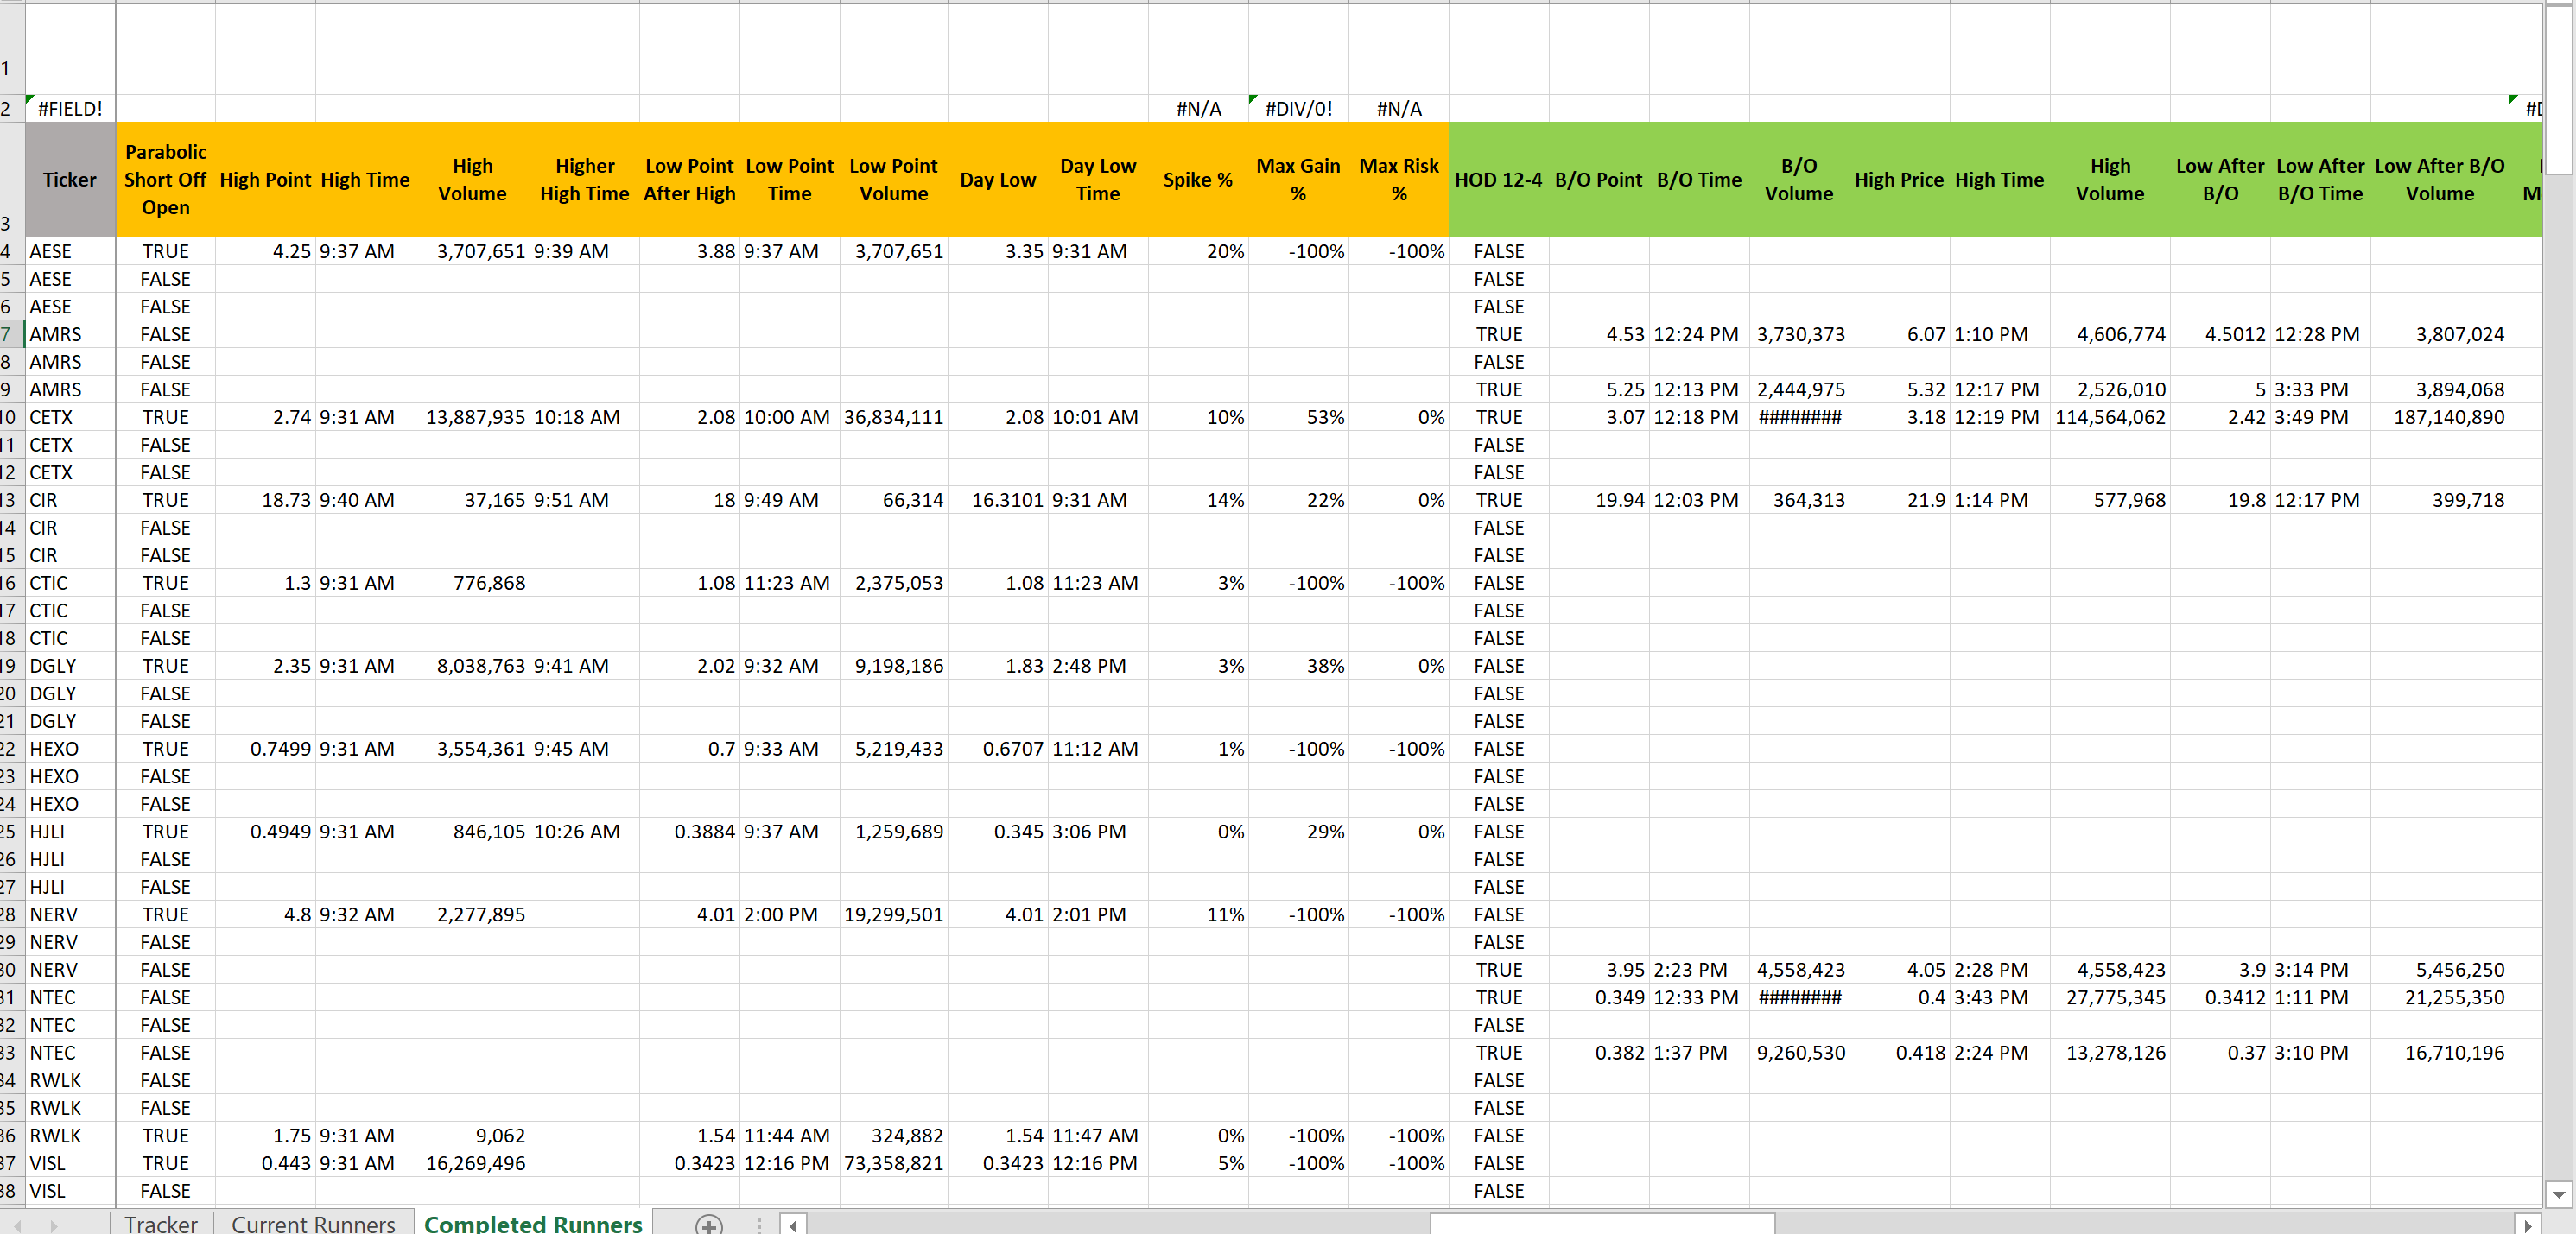 1
2 #FIELD! #N/A #DIV/0! #N/A
3 Ticker Parabolic Short Off Open High Point High Time High Volume Higher High Time Low Point After High Low Point Time Low Point Volume Day Low Day Low Time Spike % Max Gain % Max Risk % HOD 12-4 B/O Point B/O Time B/O Volume High Price High Time High Volume Low After B/O Low After B/O Time Low After B/O Volume
4 AESE TRUE 4.25 9:37 AM 3,707,651 9:39 AM 3.88 9:37 AM 3,707,651 3.35 9:31 AM 20% -100% -100% FALSE
5 AESE FALSE FALSE
6 AESE FALSE FALSE
7 AMRS FALSE TRUE 4.53 12:24 PM 3,730,373 6.07 1:10 PM 4,606,774 4.5012 12:28 PM 3,807,024
8 AMRS FALSE FALSE
9 AMRS FALSE TRUE 5.25 12:13 PM 2,444,975 5.32 12:17 PM 2,526,010 5 3:33 PM 3,894,068
10 CETX TRUE 2.74 9:31 AM 13,887,935 10:18 AM 2.08 10:00 AM 36,834,111 2.08 10:01 AM 10% 53% 0% TRUE 3.07 12:18 PM ######## 3.18 12:19 PM 114,564,062 2.42 3:49 PM 187,140,890
11 CETX FALSE FALSE
12 CETX FALSE FALSE
13 CIR TRUE 18.73 9:40 AM 37,165 9:51 AM 18 9:49 AM 66,314 16.3101 9:31 AM 14% 22% 0% TRUE 19.94 12:03 PM 364,313 21.9 1:14 PM 577,968 19.8 12:17 PM 399,718
14 CIR FALSE FALSE
15 CIR FALSE FALSE
16 CTIC TRUE 1.3 9:31 AM 776,868 1.08 11:23 AM 2,375,053 1.08 11:23 AM 3% -100% -100% FALSE
17 CTIC FALSE FALSE
18 CTIC FALSE FALSE
19 DGLY TRUE 2.35 9:31 AM 8,038,763 9:41 AM 2.02 9:32 AM 9,198,186 1.83 2:48 PM 3% 38% 0% FALSE
20 DGLY FALSE FALSE
21 DGLY FALSE FALSE
22 HEXO TRUE 0.7499 9:31 AM 3,554,361 9:45 AM 0.7 9:33 AM 5,219,433 0.6707 11:12 AM 1% -100% -100% FALSE
23 HEXO FALSE FALSE
24 HEXO FALSE FALSE
25 HJLI TRUE 0.4949 9:31 AM 846,105 10:26 AM 0.3884 9:37 AM 1,259,689 0.345 3:06 PM 0% 29% 0% FALSE
26 HJLI FALSE FALSE
27 HJLI FALSE FALSE
28 NERV TRUE 4.8 9:32 AM 2,277,895 4.01 2:00 PM 19,299,501 4.01 2:01 PM 11% -100% -100% FALSE
29 NERV FALSE FALSE
30 NERV FALSE TRUE 3.95 2:23 PM 4,558,423 4.05 2:28 PM 4,558,423 3.9 3:14 PM 5,456,250
31 NTEC FALSE TRUE 0.349 12:33 PM ######## 0.4 3:43 PM 27,775,345 0.3412 1:11 PM 21,255,350
32 NTEC FALSE FALSE
33 NTEC FALSE TRUE 0.382 1:37 PM 9,260,530 0.418 2:24 PM 13,278,126 0.37 3:10 PM 16,710,196
34 RWLK FALSE FALSE
35 RWLK FALSE FALSE
36 RWLK TRUE 1.75 9:31 AM 9,062 1.54 11:44 AM 324,882 1.54 11:47 AM 0% -100% -100% FALSE
37 VISL TRUE 0.443 9:31 AM 16,269,496 0.3423 12:16 PM 73,358,821 0.3423 12:16 PM 5% -100% -100% FALSE
38 VISL FALSE FALSE
Tracker Current Runners Completed Runners